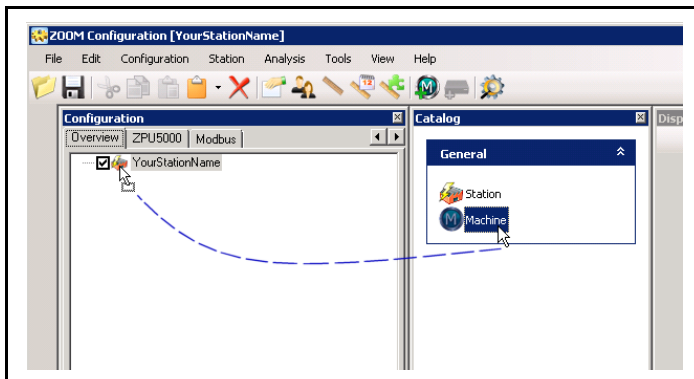 ZOOM Configuration [YourStationName]
File Edit Configuration Station Analysis Tools View Help
Configuration
Catalog
Disp
Overview ZPU5000 Modbus
General
YourStationName
Station
M Machine